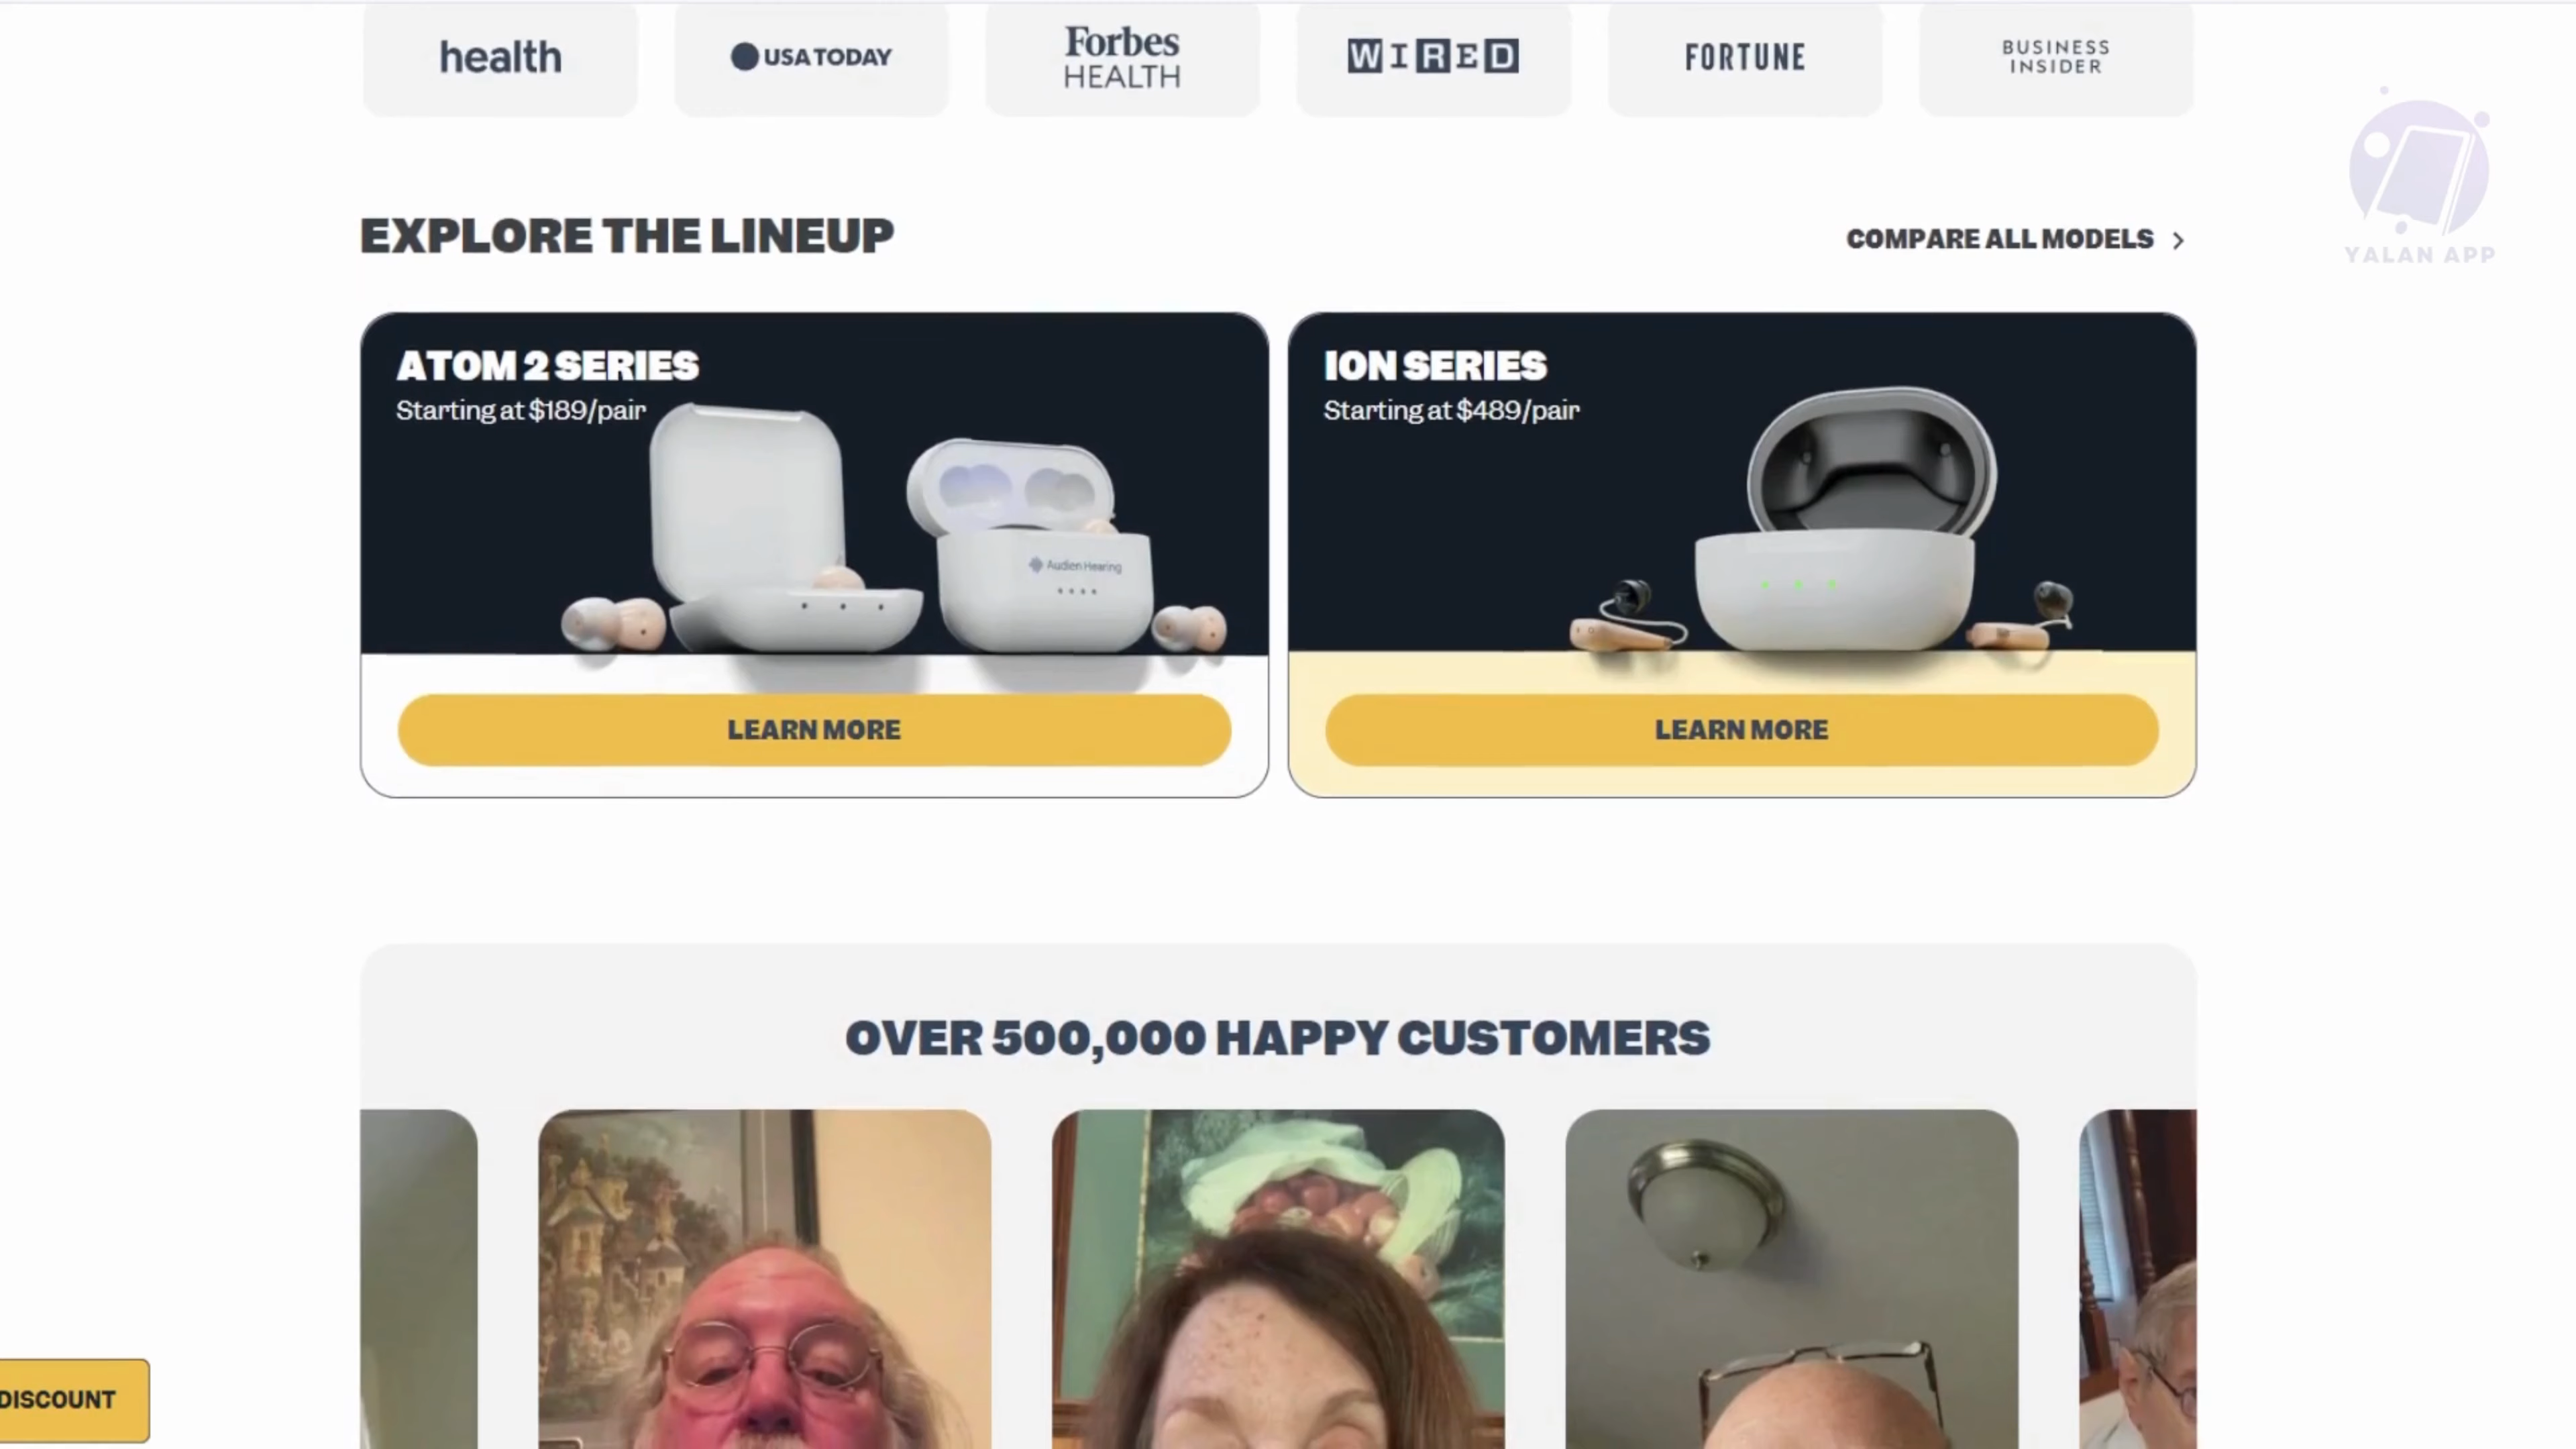 health
USA TODAY
Forbes
HEALTH
WIRED
FORTUNE
BUSINESS
INSIDER
YALAN APP
EXPLORE THE LINEUP
COMPARE ALL MODELS
ATOM 2 SERIES
Starting at $189/pair
Audien Hearing
LEARN MORE
ION SERIES
Starting at $489/pair
LEARN MORE
OVER 500,000 HAPPY CUSTOMERS
DISCOUNT